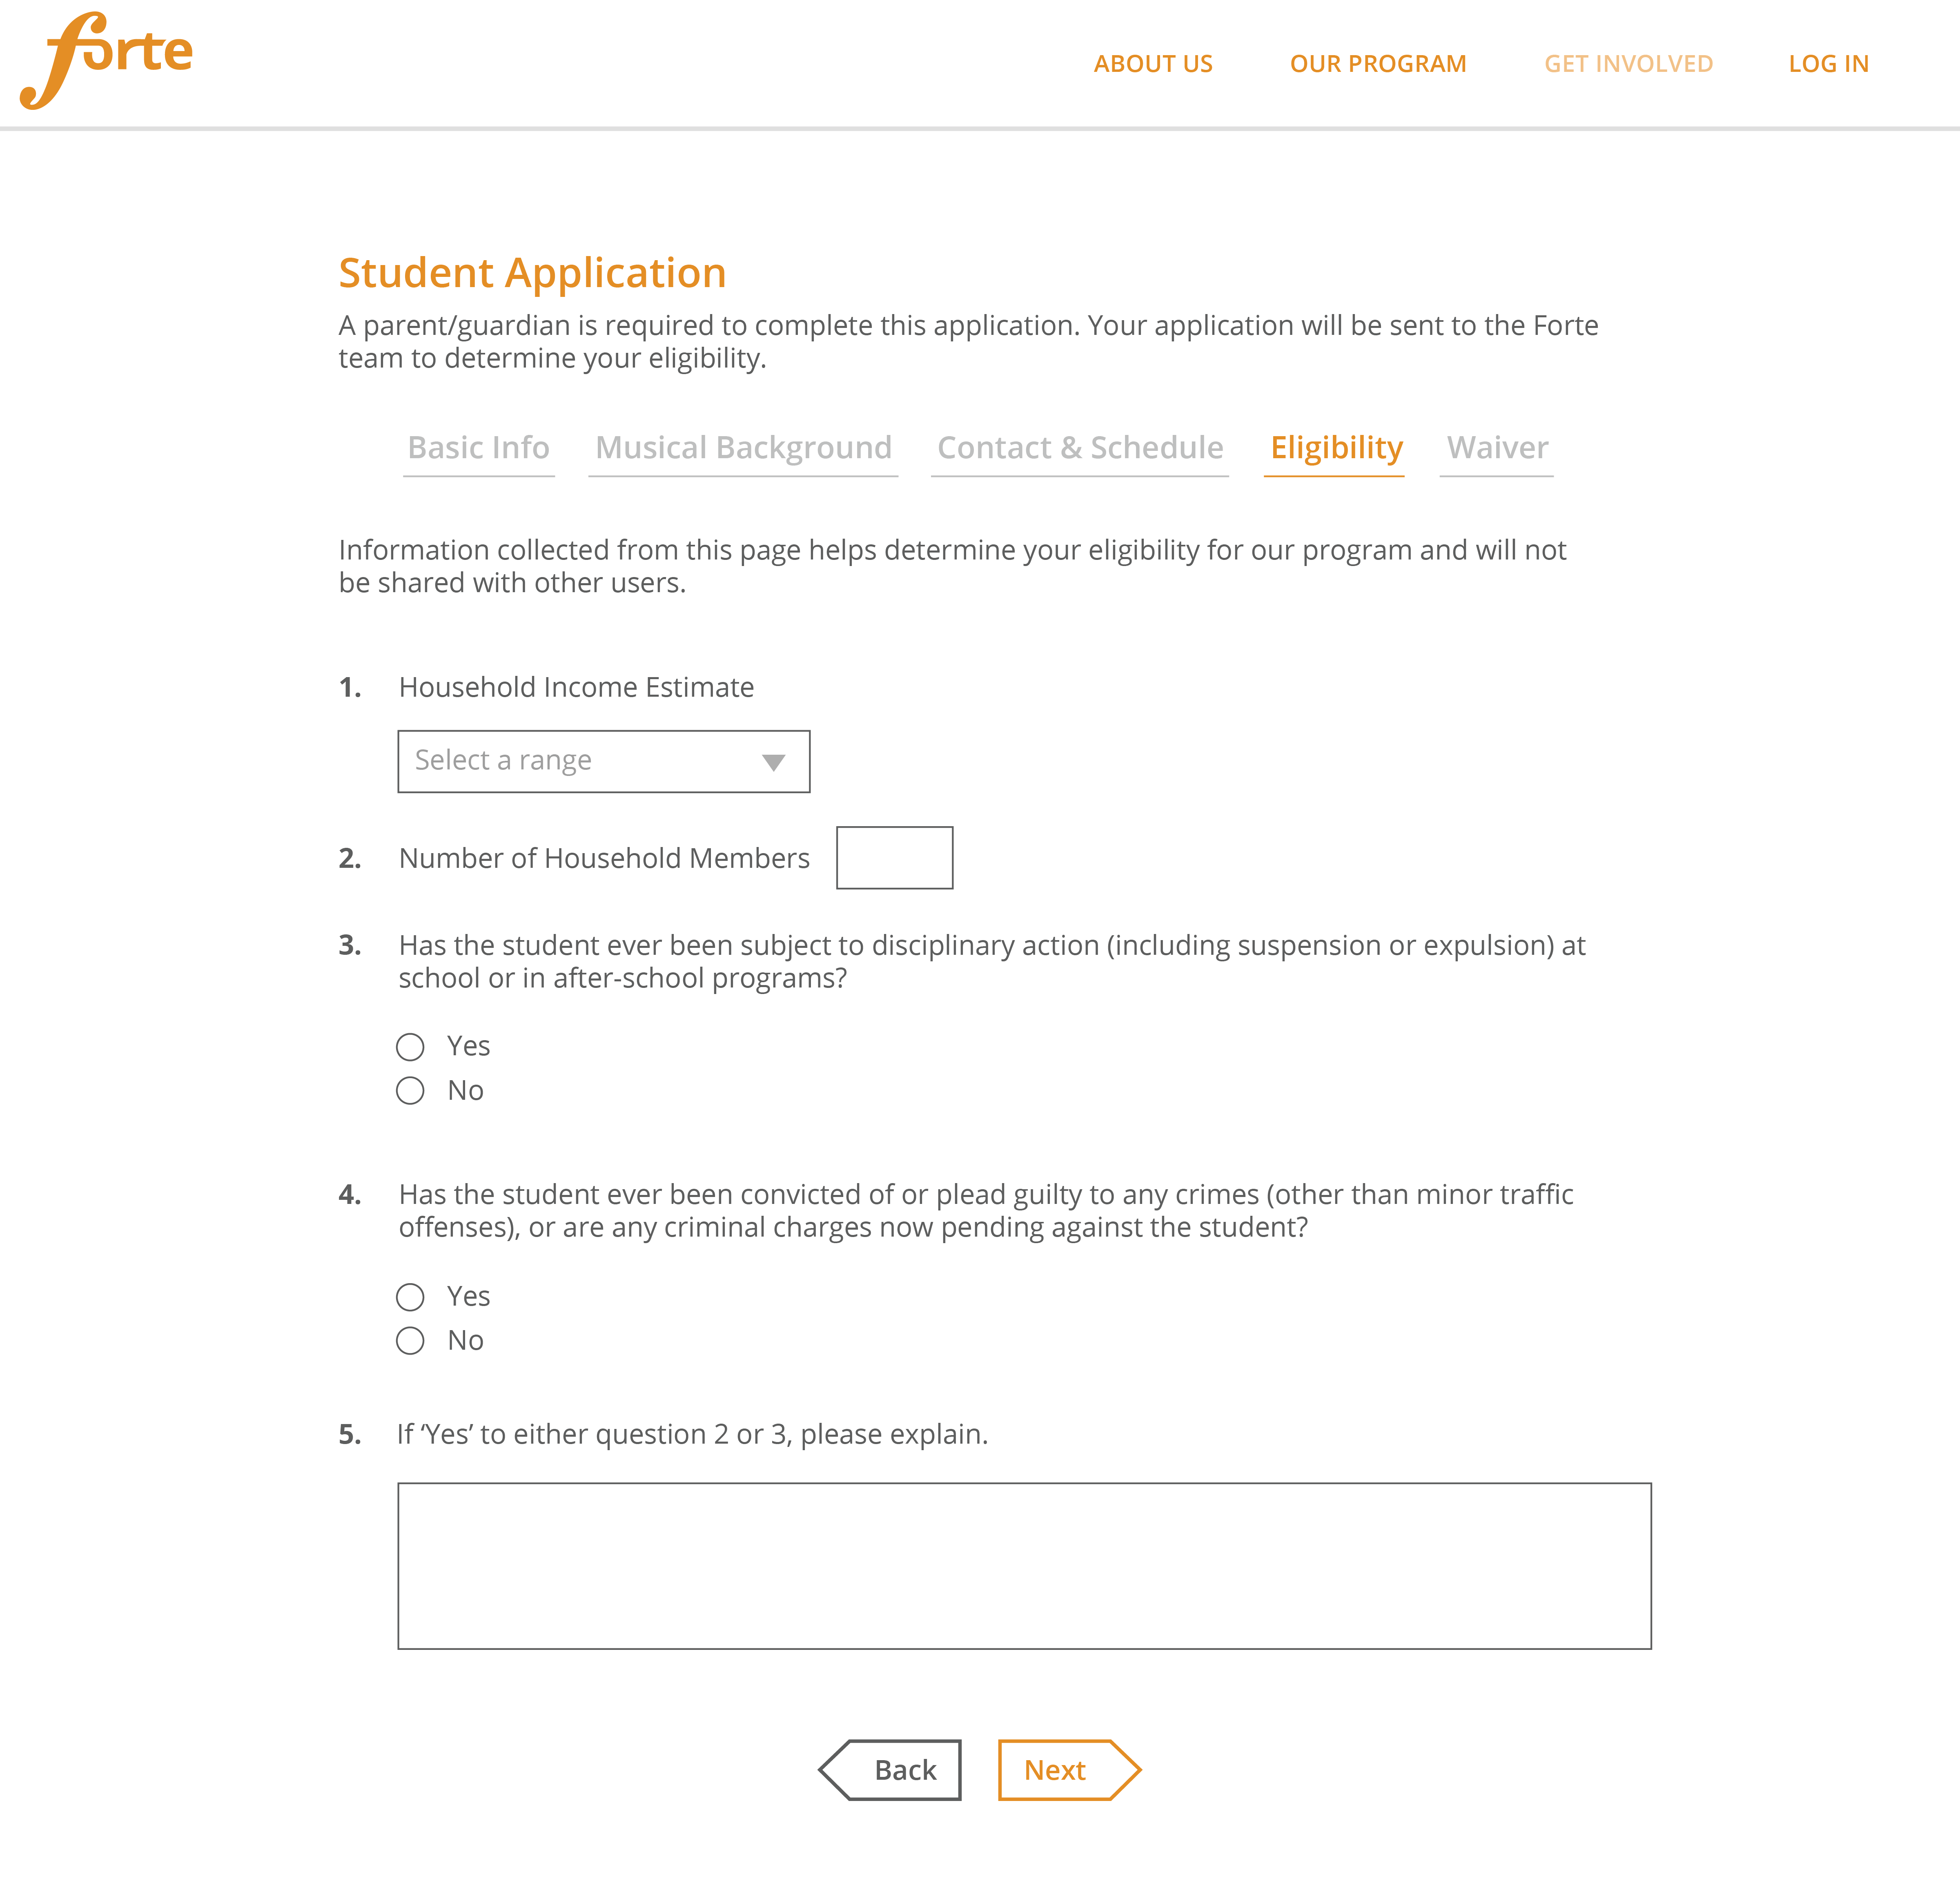 forte
ABOUT US
OUR PROGRAM
GET INVOLVED
LOG IN
Student Application
A parent/guardian is required to complete this application. Your application will be sent to the Forte
team to determine your eligibility.
Basic Info
Musical Background
Contact & Schedule
Eligibility
Waiver
Information collected from this page helps determine your eligibility for our program and will not
be shared with other users.
1. Household Income Estimate
Select a range
2. Number of Household Members
3. Has the student ever been subject to disciplinary action (including suspension or expulsion) at
school or in after-school programs?
Yes
No
4. Has the student ever been convicted of or plead guilty to any crimes (other than minor traffic
offenses), or are any criminal charges now pending against the student?
Yes
No
5. If ‘Yes’ to either question 2 or 3, please explain.
Back
Next